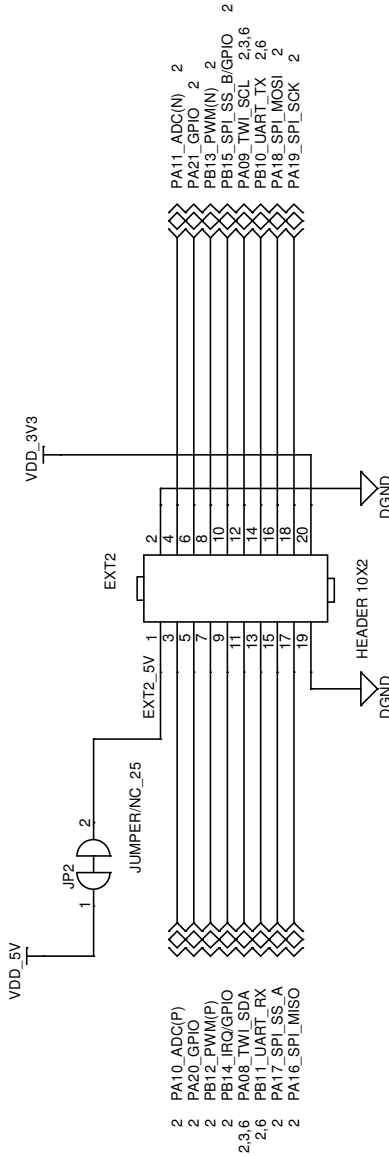 VDD_5V
VDD_3V3
JP2
1
2
JUMPER/NC_25
EXT2
EXT2_5V
1
2
3
4
5
6
7
8
9
10
11
12
13
14
15
16
17
18
19
20
2 PA10_ADC(P)
2 PA20_GPIO
2 PB12_PWM(P)
2 PB14_IRQ/GPIO
2,3,6 PA08_TWI_SDA
2,6 PB11_UART_RX
2 PA17_SPI_SS_A
2 PA16_SPI_MISO
PA11_ADC(N) 2
PA21_GPIO 2
PB13_PWM(N) 2
PB15_SPI_SS_B/GPIO 2
PA09_TWI_SCL 2,3,6
PB10_UART_TX 2,6
PA18_SPI_MOSI 2
PA19_SPI_SCK 2
HEADER 10X2
DGND
DGND